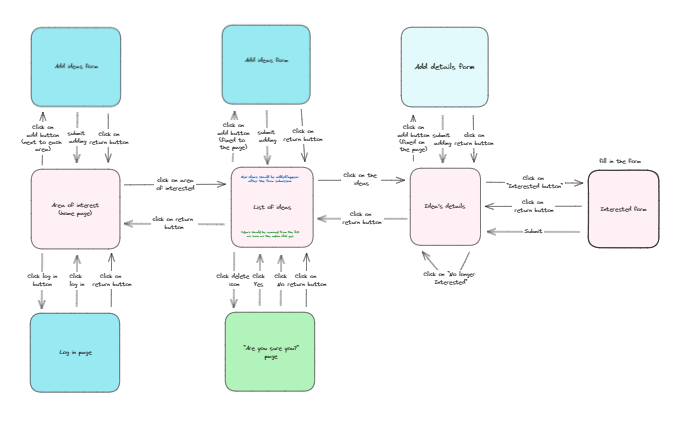 Add ideas form
Add ideas form
Add details form
Click on
add button
(next to each
area)
submit
adding
Click on
return button
Click on
add button
(fixed to
the page)
submit
adding
Click on
return button
Click on
add button
(fixed to
the page)
submit
adding
Click on
return button
Area of interest
(home page)
click on area
of interested
click on return
button
List of ideas
Click on the
ideas
Click on
return button
Idea's details
Click on
"Interested button"
Click on
return button
Submit
fill in the form
Interested form
Click log in
button
Click
log in
Click on
return button
Click delete
icon
Click
Yes
Click
No
Click on
return button
Click on "No longer
Interested"
Log in page
"Are you sure you?"
page